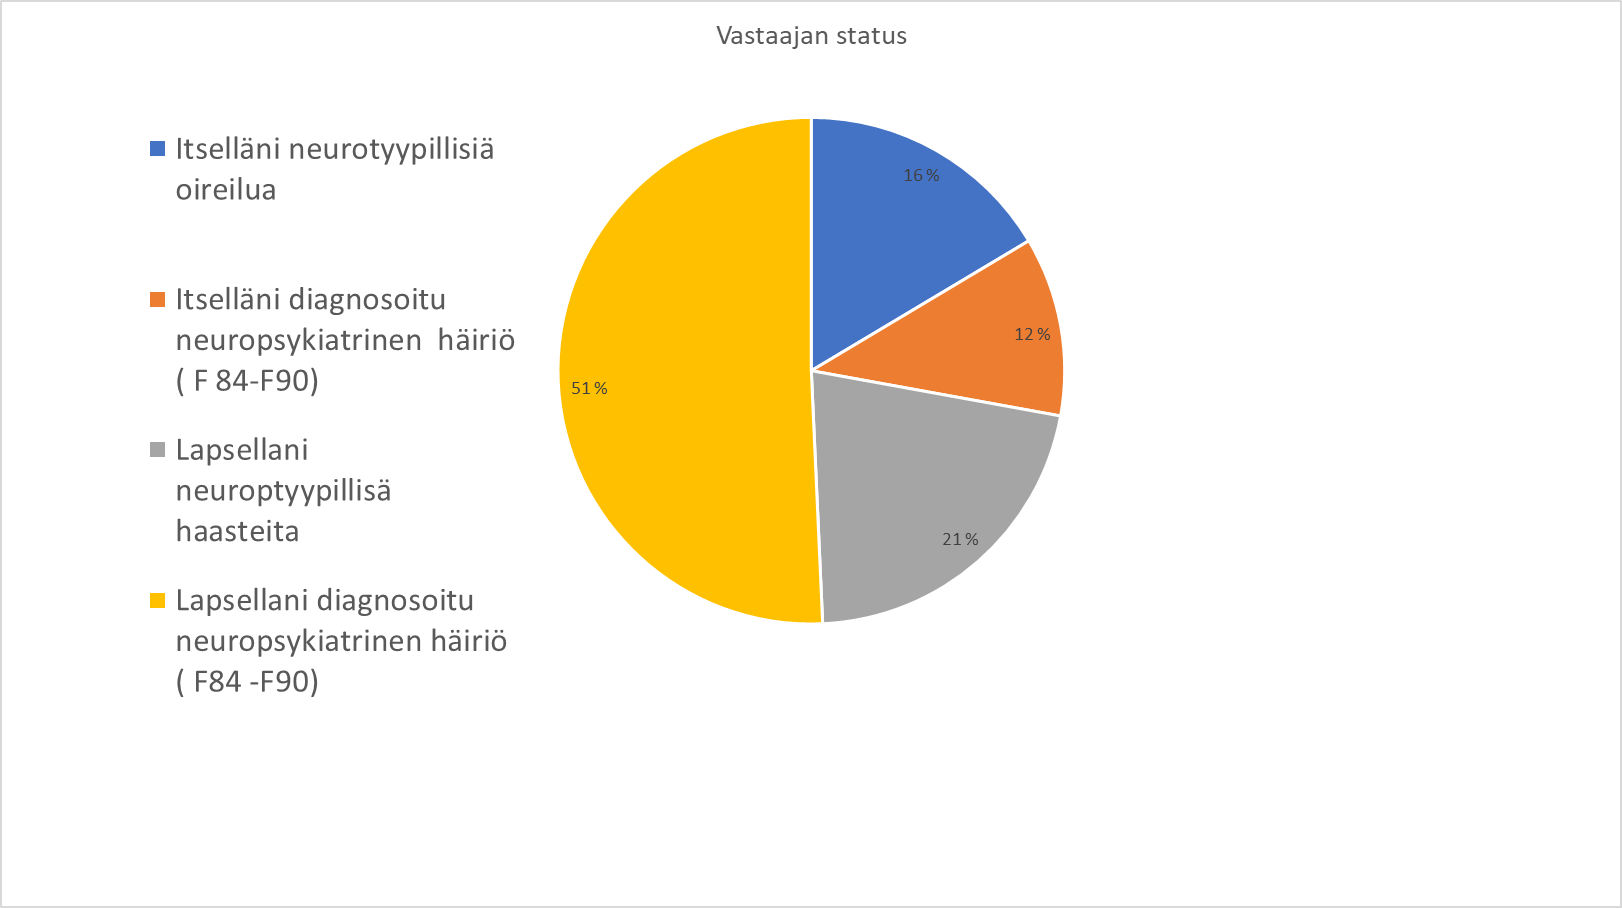 Vastaajan status
Itselläni neurotyypillisiä
oireilua
Itselläni diagnosoitu
neuropsykiatrinen  häiriö
( F 84-F90)
Lapsellani
neuroptyypillisä
haasteita
Lapsellani diagnosoitu
neuropsykiatrinen häiriö
( F84 -F90)
16 %
12 %
21 %
51 %